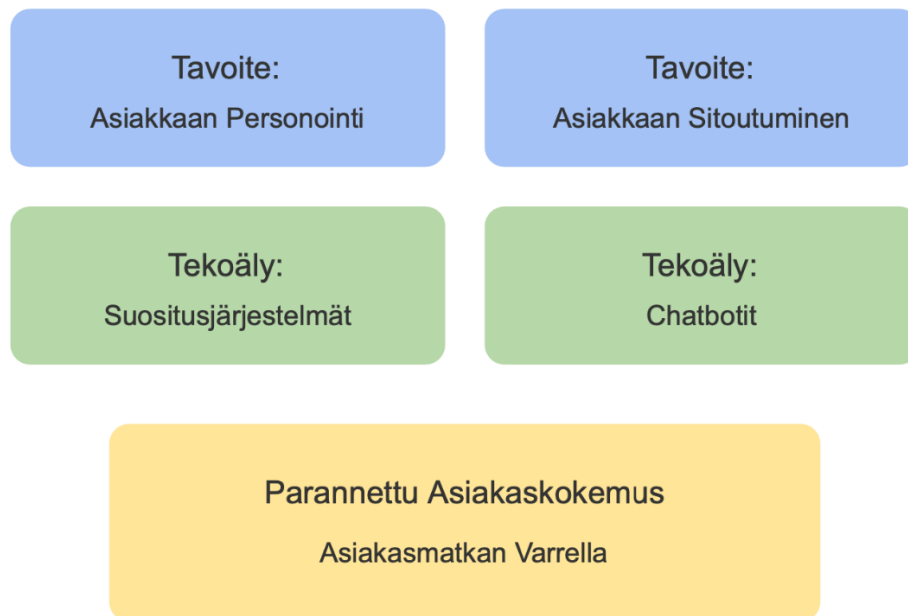 Tavoite:
Asiakkaan Personointi
Tavoite:
Asiakkaan Sitoutuminen
Tekoäly:
Suositusjärjestelmät
Tekoäly:
Chatbotit
Parannettu Asiakaskokemus
Asiakasmatkan Varrella